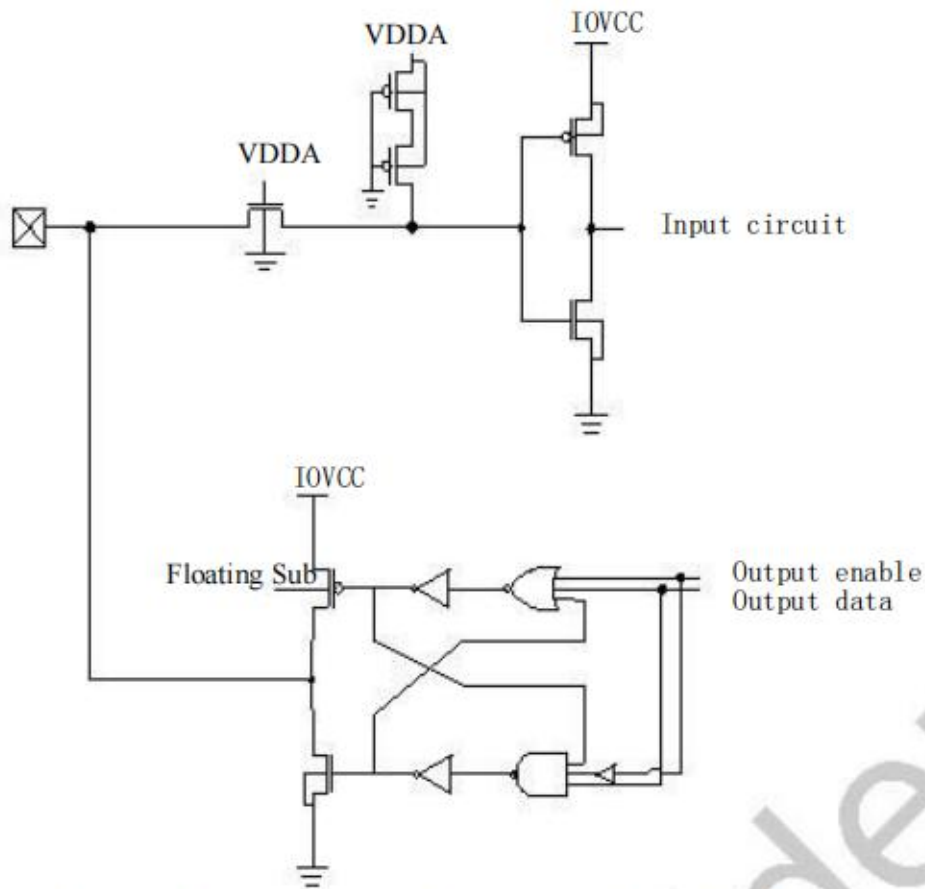 IOVCC
VDDA
VDDA
Input circuit
IOVCC
Floating Sub
Output enable
Output data